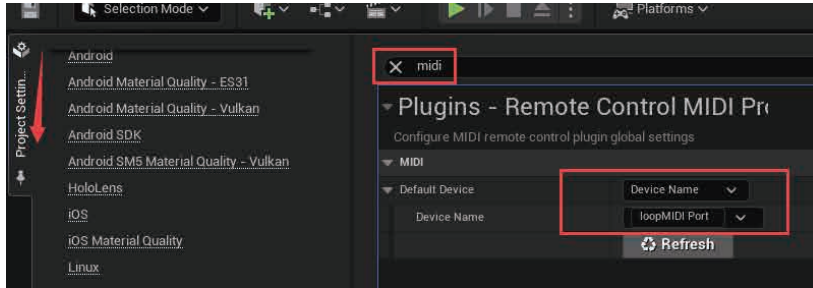 Selection Mode
Platforms
Project Settin...
Android
Android Material Quality - ES31
Android Material Quality - Vulkan
Android SDK
Android SM5 Material Quality - Vulkan
HoloLens
iOS
iOS Material Quality
Linux
midi
Plugins - Remote Control MIDI Pr
Configure MIDI remote control plugin global settings
MIDI
Default Device Device Name
Device Name loopMIDI Port
Refresh